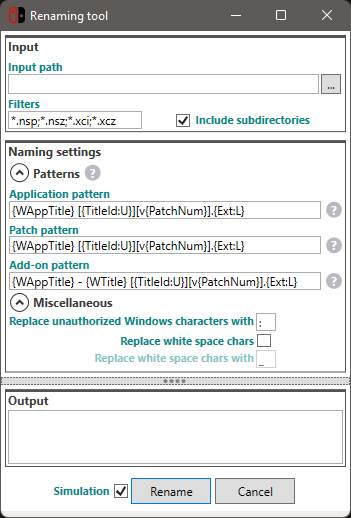 Renaming tool
Input
Input path
...
Filters
*.nsp;*.nsz;*.xci;*.xcz
Include subdirectories
Naming settings
Patterns ?
Application pattern
{WAppTitle} [{TitleId:U}][v{PatchNum}].{Ext:L} ?
Patch pattern
{WAppTitle} [{TitleId:U}][v{PatchNum}].{Ext:L} ?
Add-on pattern
{WAppTitle} - {WTitle} [{TitleId:U}][v{PatchNum}].{Ext:L} ?
Miscellaneous
Replace unauthorized Windows characters with :
Replace white space chars
Replace white space chars with _
Output
Simulation Rename Cancel